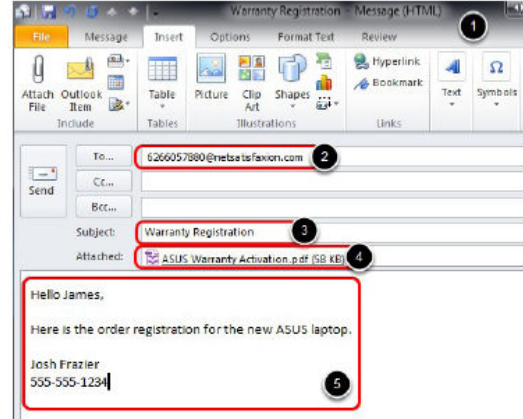 Warranty Registration - Message (HTML)
1
File Message Insert Options Format Text Review
Attach File
Outlook Item
Table
Picture
Clip Art
Shapes
Hyperlink
Bookmark
Text
Symbols
Include Tables Illustrations Links
Send
To... 6266057880@netsatisfaxion.com 2
Cc...
Bcc...
Subject: Warranty Registration 3
Attached: ASUS Warranty Activation.pdf (58 KB) 4
Hello James,
Here is the order registration for the new ASUS laptop.
Josh Frazier
555-555-1234
5